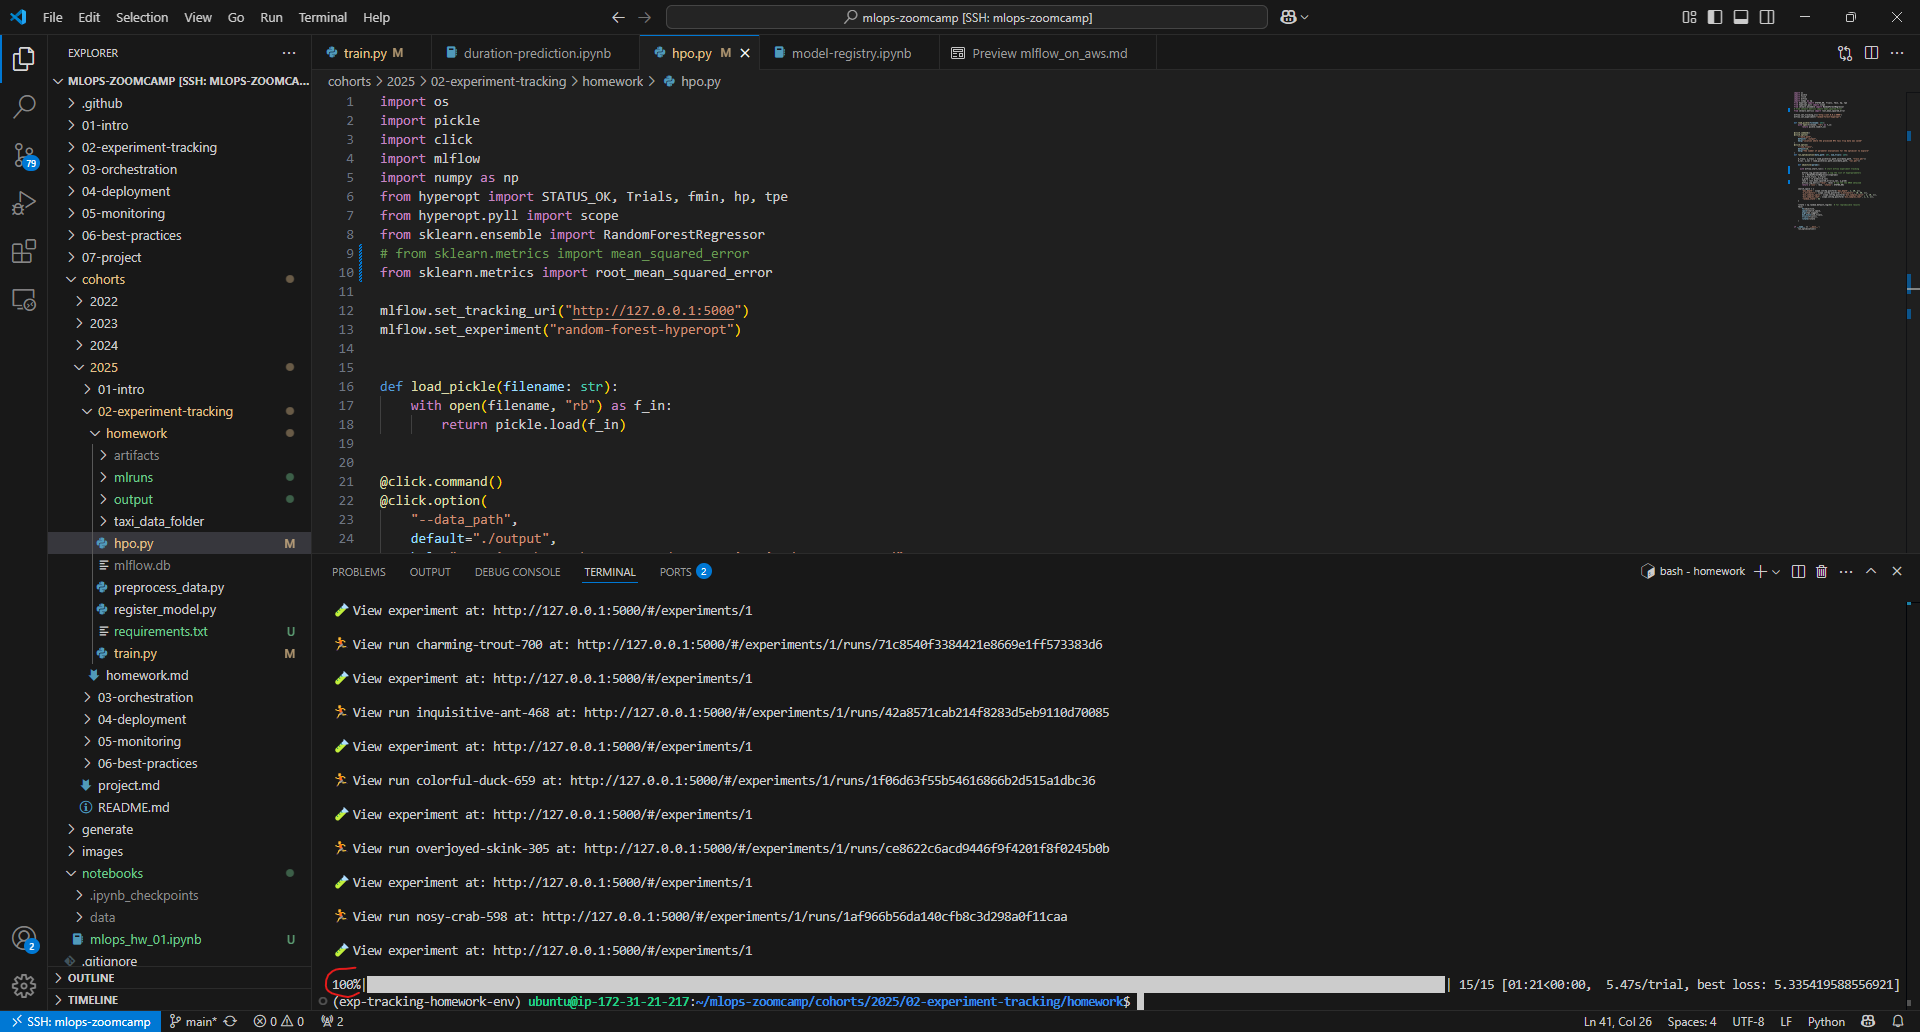 File Edit Selection View Go Run Terminal Help
mlops-zoomcamp [SSH: mlops-zoomcamp]
EXPLORER
MLOPS-ZOOMCAMP [SSH: MLOPS-ZOOMCA...
.github
01-intro
02-experiment-tracking
03-orchestration
04-deployment
05-monitoring
06-best-practices
07-project
cohorts
2022
2023
2024
2025
01-intro
02-experiment-tracking
homework
artifacts
mlruns
output
taxi_data_folder
hpo.py M
mlflow.db
preprocess_data.py
register_model.py
requirements.txt U
train.py M
homework.md
03-orchestration
04-deployment
05-monitoring
06-best-practices
project.md
README.md
generate
images
notebooks
.ipynb_checkpoints
data
mlops_hw_01.ipynb U
.gitignore
OUTLINE
TIMELINE
79
2
train.py M
duration-prediction.ipynb
hpo.py M
model-registry.ipynb
Preview mlflow_on_aws.md
cohorts > 2025 > 02-experiment-tracking > homework > hpo.py
1 import os
2 import pickle
3 import click
4 import mlflow
5 import numpy as np
6 from hyperopt import STATUS_OK, Trials, fmin, hp, tpe
7 from hyperopt.pyll import scope
8 from sklearn.ensemble import RandomForestRegressor
9 # from sklearn.metrics import mean_squared_error
10 from sklearn.metrics import root_mean_squared_error
11
12 mlflow.set_tracking_uri("http://127.0.0.1:5000")
13 mlflow.set_experiment("random-forest-hyperopt")
14
15
16 def load_pickle(filename: str):
17 with open(filename, "rb") as f_in:
18 return pickle.load(f_in)
19
20
21 @click.command()
22 @click.option(
23 "--data_path",
24 default="./output",
PROBLEMS OUTPUT DEBUG CONSOLE TERMINAL PORTS 2
bash - homework
View experiment at: http://127.0.0.1:5000/#/experiments/1
View run charming-trout-700 at: http://127.0.0.1:5000/#/experiments/1/runs/71c8540f3384421e8669e1ff573383d6
View experiment at: http://127.0.0.1:5000/#/experiments/1
View run inquisitive-ant-468 at: http://127.0.0.1:5000/#/experiments/1/runs/42a8571cab214f8283d5eb9110d70085
View experiment at: http://127.0.0.1:5000/#/experiments/1
View run colorful-duck-659 at: http://127.0.0.1:5000/#/experiments/1/runs/1f06d63f55b54616866b2d515a1dbc36
View experiment at: http://127.0.0.1:5000/#/experiments/1
View run overjoyed-skink-305 at: http://127.0.0.1:5000/#/experiments/1/runs/ce8622c6acd9446f9f4201f8f0245b0b
View experiment at: http://127.0.0.1:5000/#/experiments/1
View run nosy-crab-598 at: http://127.0.0.1:5000/#/experiments/1/runs/1af966b56da140cfb8c3d298a0f11caa
View experiment at: http://127.0.0.1:5000/#/experiments/1
100%| | 15/15 [01:21<00:00, 5.47s/trial, best loss: 5.335419588556921]
(exp-tracking-homework-env) ubuntu@ip-172-31-21-217:~/mlops-zoomcamp/cohorts/2025/02-experiment-tracking/homework$
SSH: mlops-zoomcamp main* 0 0 2
Ln 41, Col 26 Spaces: 4 UTF-8 LF Python